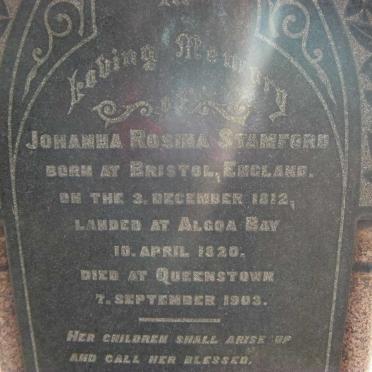 In
Loving Memory
of
JOHANNA ROSINA STAMFORD
BORN AT BRISTOL, ENGLAND.
ON THE 3. DECEMBER 1812,
LANDED AT ALGOA BAY
10. APRIL 1820.
DIED AT QUEENSTOWN
7. SEPTEMBER 1903.
HER CHILDREN SHALL ARISE UP
AND CALL HER BLESSED.